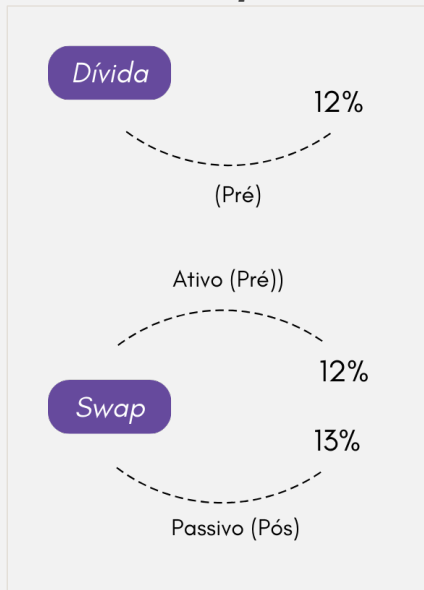 Dívida
12%
(Pré)
Ativo (Pré))
12%
Swap
13%
Passivo (Pós)